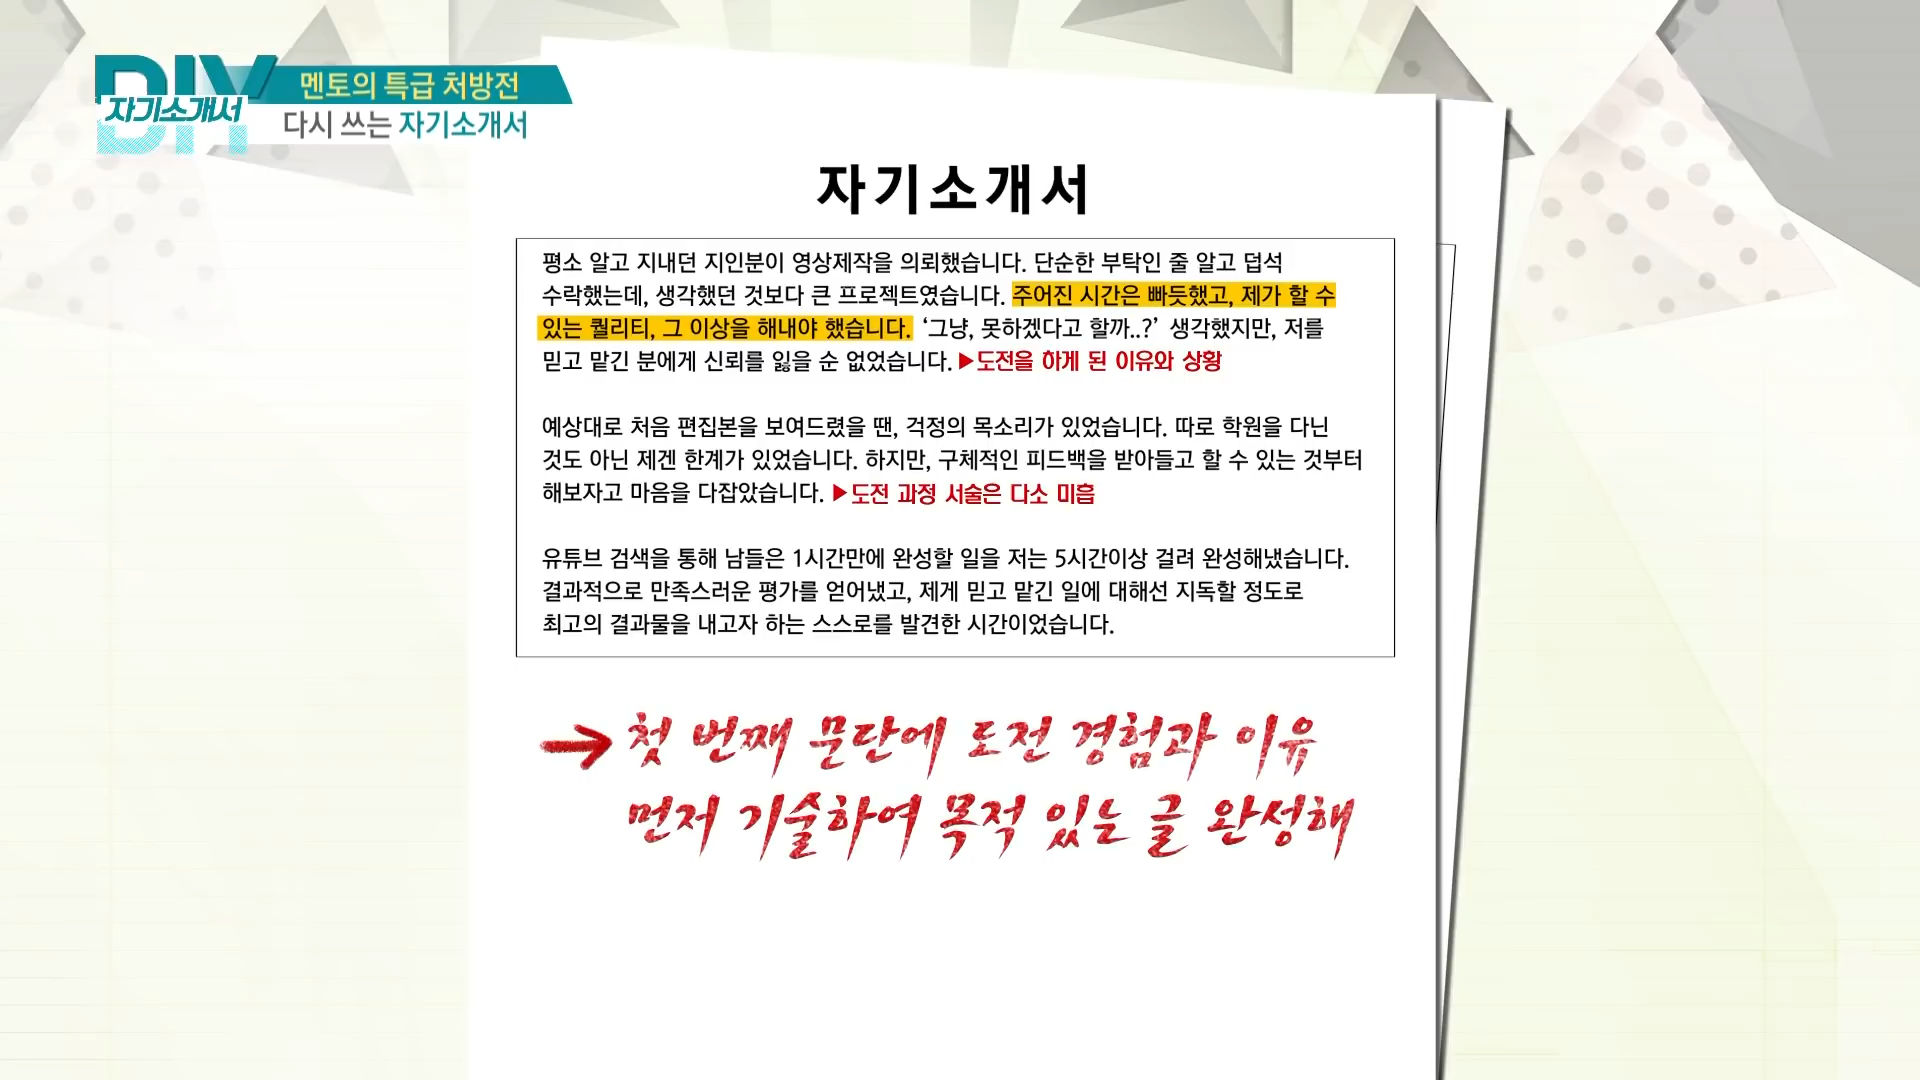 DIY
자기소개서
멘토의 특급 처방전
다시 쓰는 자기소개서
자기소개서
평소 알고 지내던 지인분이 영상제작을 의뢰했습니다. 단순한 부탁인 줄 알고 덥석
수락했는데, 생각했던 것보다 큰 프로젝트였습니다. 주어진 시간은 빠듯했고, 제가 할 수
있는 퀄리티, 그 이상을 해내야 했습니다. ‘그냥, 못하겠다고 할까..?’ 생각했지만, 저를
믿고 맡긴 분에게 신뢰를 잃을 순 없었습니다. ▶도전을 하게 된 이유와 상황
예상대로 처음 편집본을 보여드렸을 땐, 걱정의 목소리가 있었습니다. 따로 학원을 다닌
것도 아닌 제겐 한계가 있었습니다. 하지만, 구체적인 피드백을 받아들고 할 수 있는 것부터
해보자고 마음을 다잡았습니다. ▶도전 과정 서술은 다소 미흡
유튜브 검색을 통해 남들은 1시간만에 완성할 일을 저는 5시간이상 걸려 완성해냈습니다.
결과적으로 만족스러운 평가를 얻어냈고, 제게 믿고 맡긴 일에 대해선 지독할 정도로
최고의 결과물을 내고자 하는 스스로를 발견한 시간이었습니다.
→ 첫 번째 문단에 도전 경험과 이유
먼저 기술하여 목적 있는 글 완성해